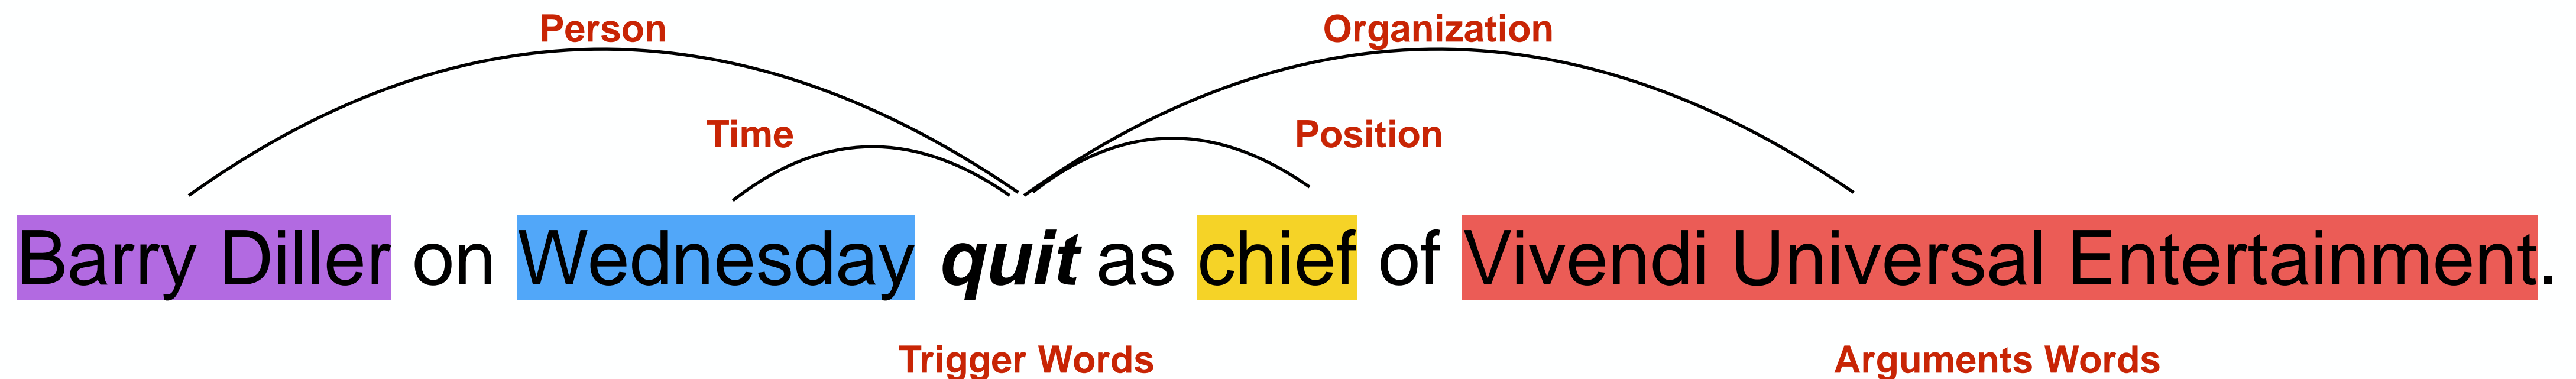 Person Organization
Time Position
Barry Diller on Wednesday quit as chief of Vivendi Universal Entertainment.
Trigger Words Arguments Words